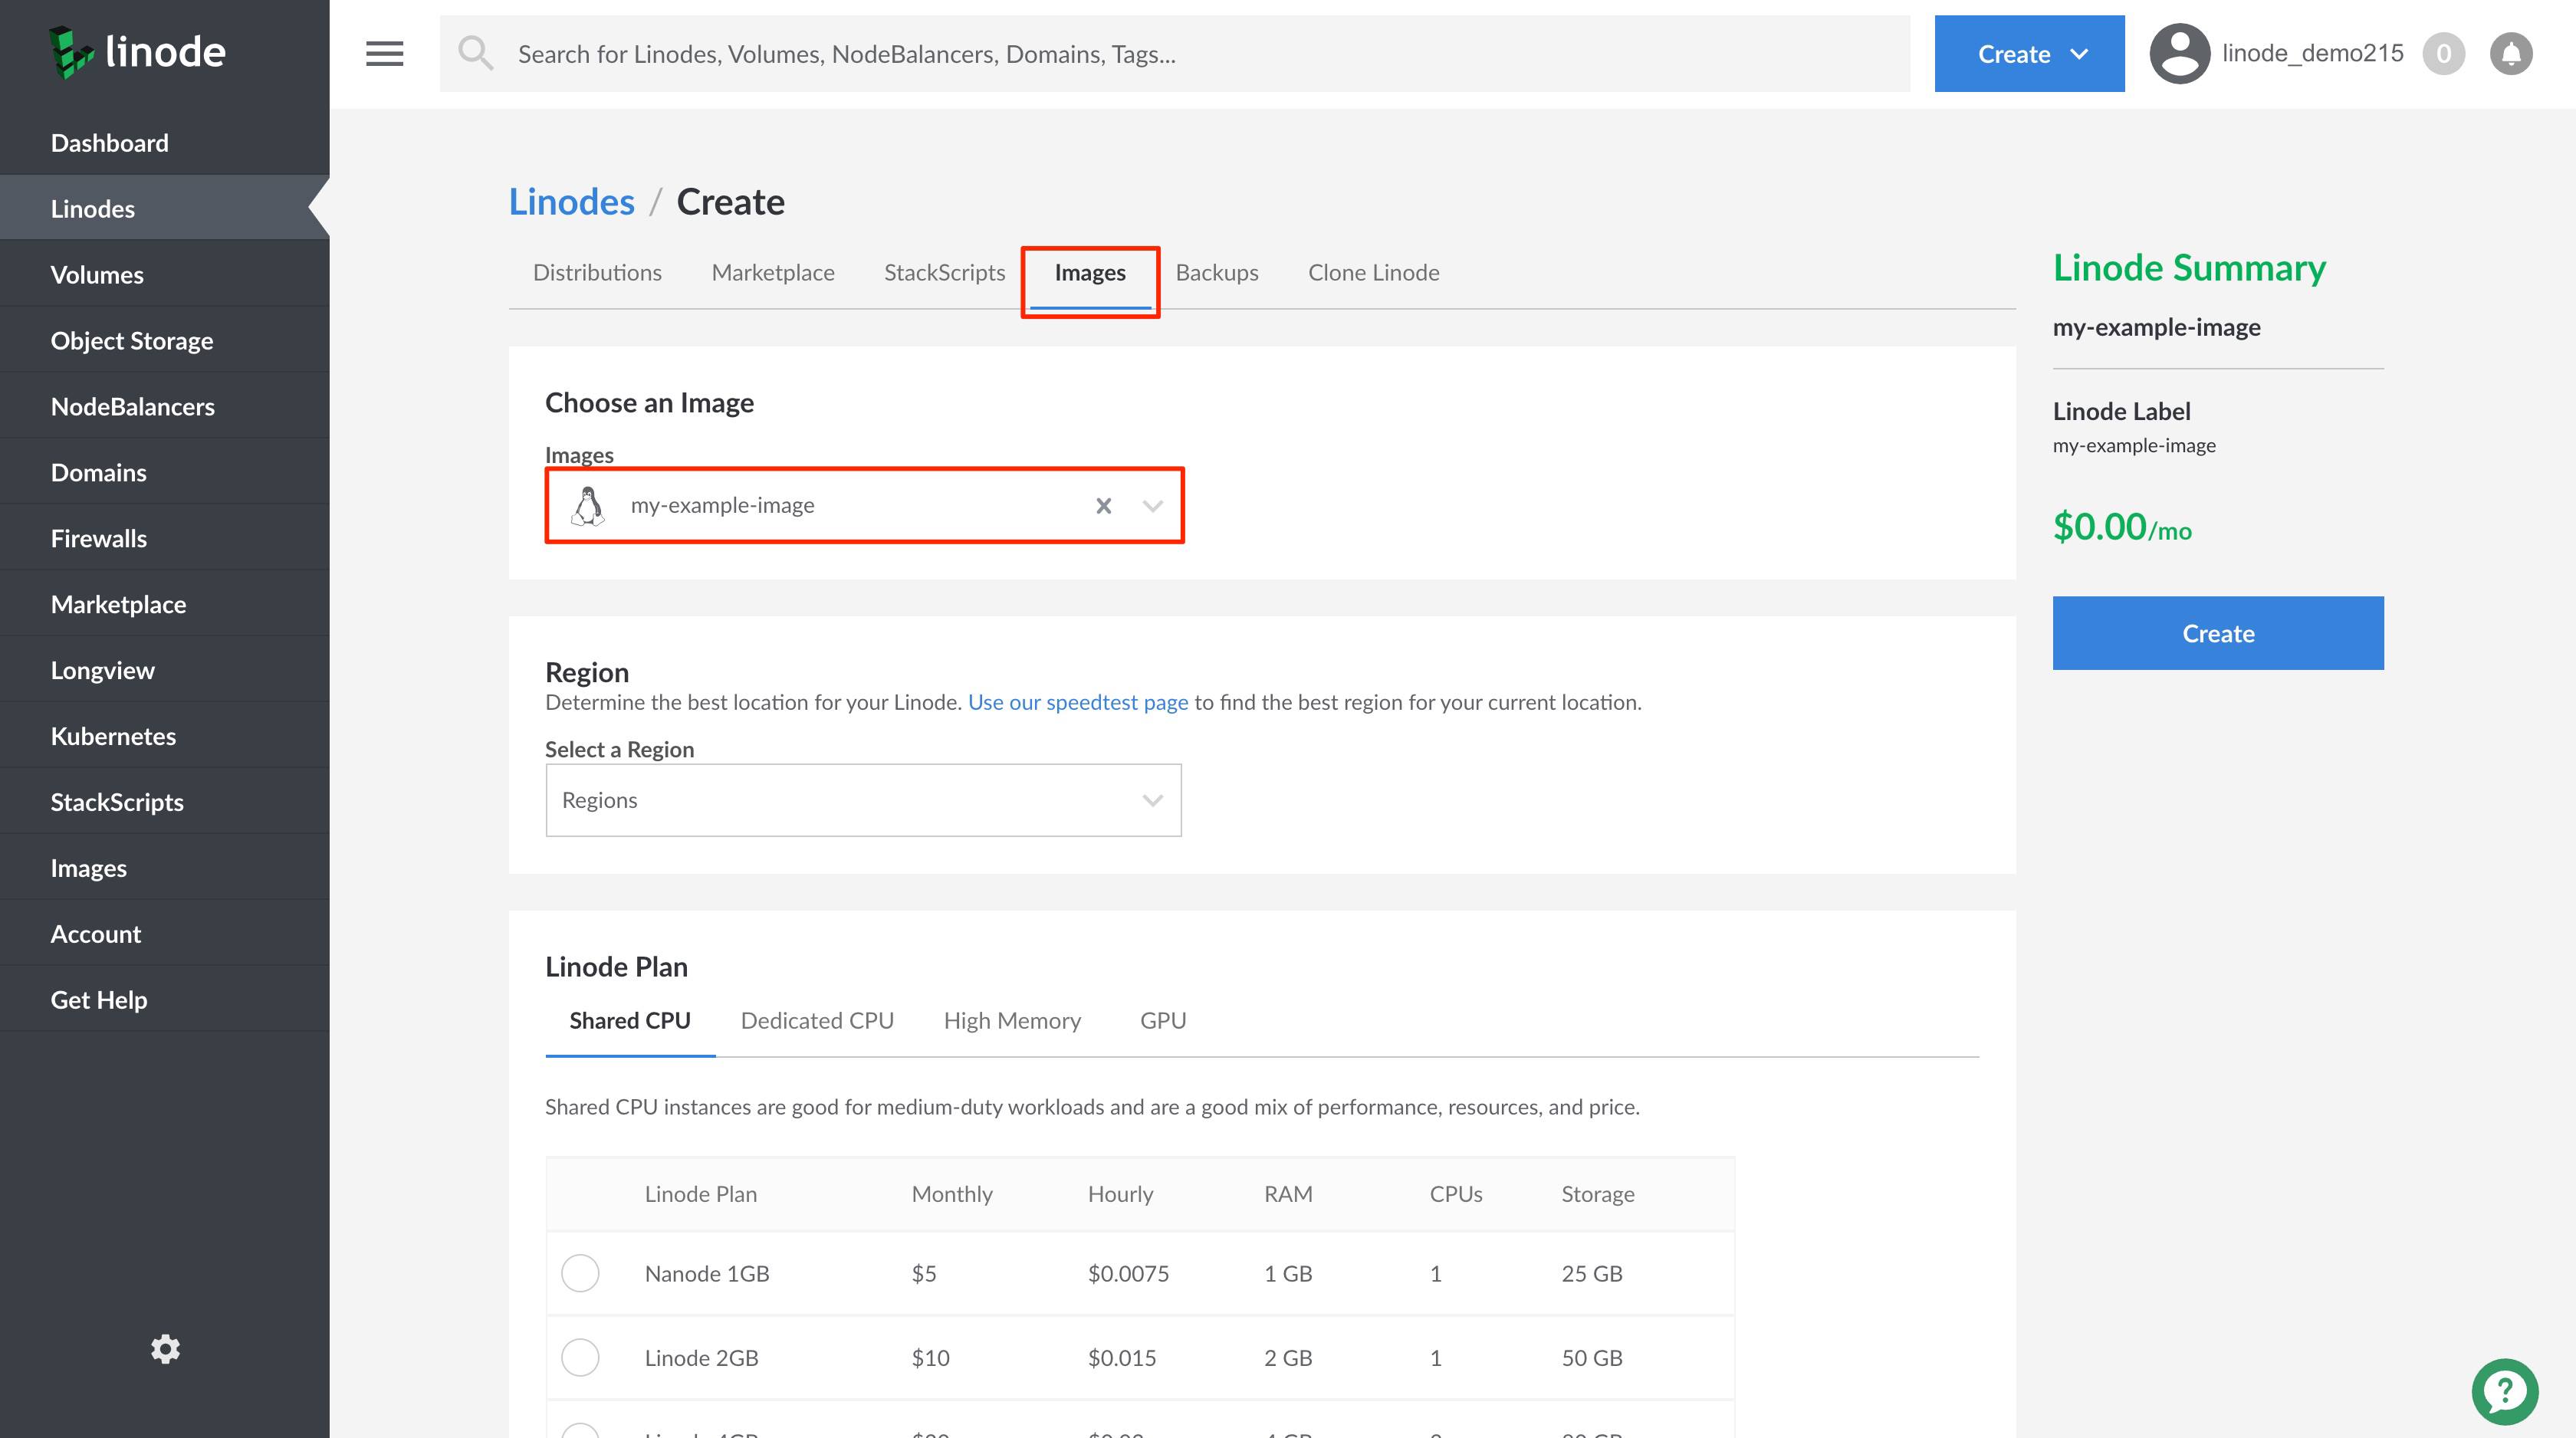 linode
Search for Linodes, Volumes, NodeBalancers, Domains, Tags...
Create
linode_demo215
0
Dashboard
Linodes
Volumes
Object Storage
NodeBalancers
Domains
Firewalls
Marketplace
Longview
Kubernetes
StackScripts
Images
Account
Get Help
Linodes / Create
Distributions Marketplace StackScripts Images Backups Clone Linode
Choose an Image
Images
my-example-image
Region
Determine the best location for your Linode. Use our speedtest page to find the best region for your current location.
Select a Region
Regions
Linode Plan
Shared CPU Dedicated CPU High Memory GPU
Shared CPU instances are good for medium-duty workloads and are a good mix of performance, resources, and price.
Linode Plan Monthly Hourly RAM CPUs Storage
Nanode 1GB $5 $0.0075 1 GB 1 25 GB
Linode 2GB $10 $0.015 2 GB 1 50 GB
Linode Summary
my-example-image
Linode Label
my-example-image
$0.00/mo
Create
?